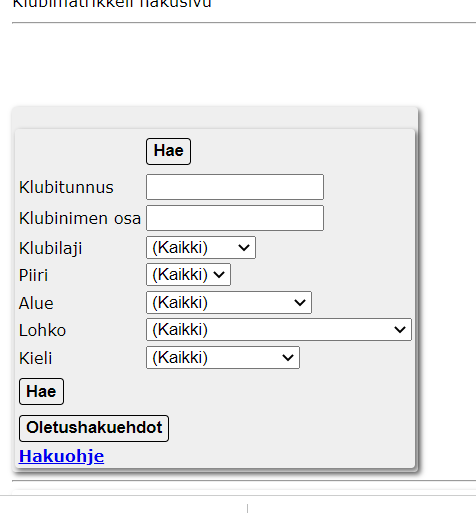 Klubimatrikkeli hakusivu
Hae
Klubitunnus
Klubinimen osa
Klubilaji (Kaikki)
Piiri (Kaikki)
Alue (Kaikki)
Lohko (Kaikki)
Kieli (Kaikki)
Hae
Oletushakuehdot
Hakuohje